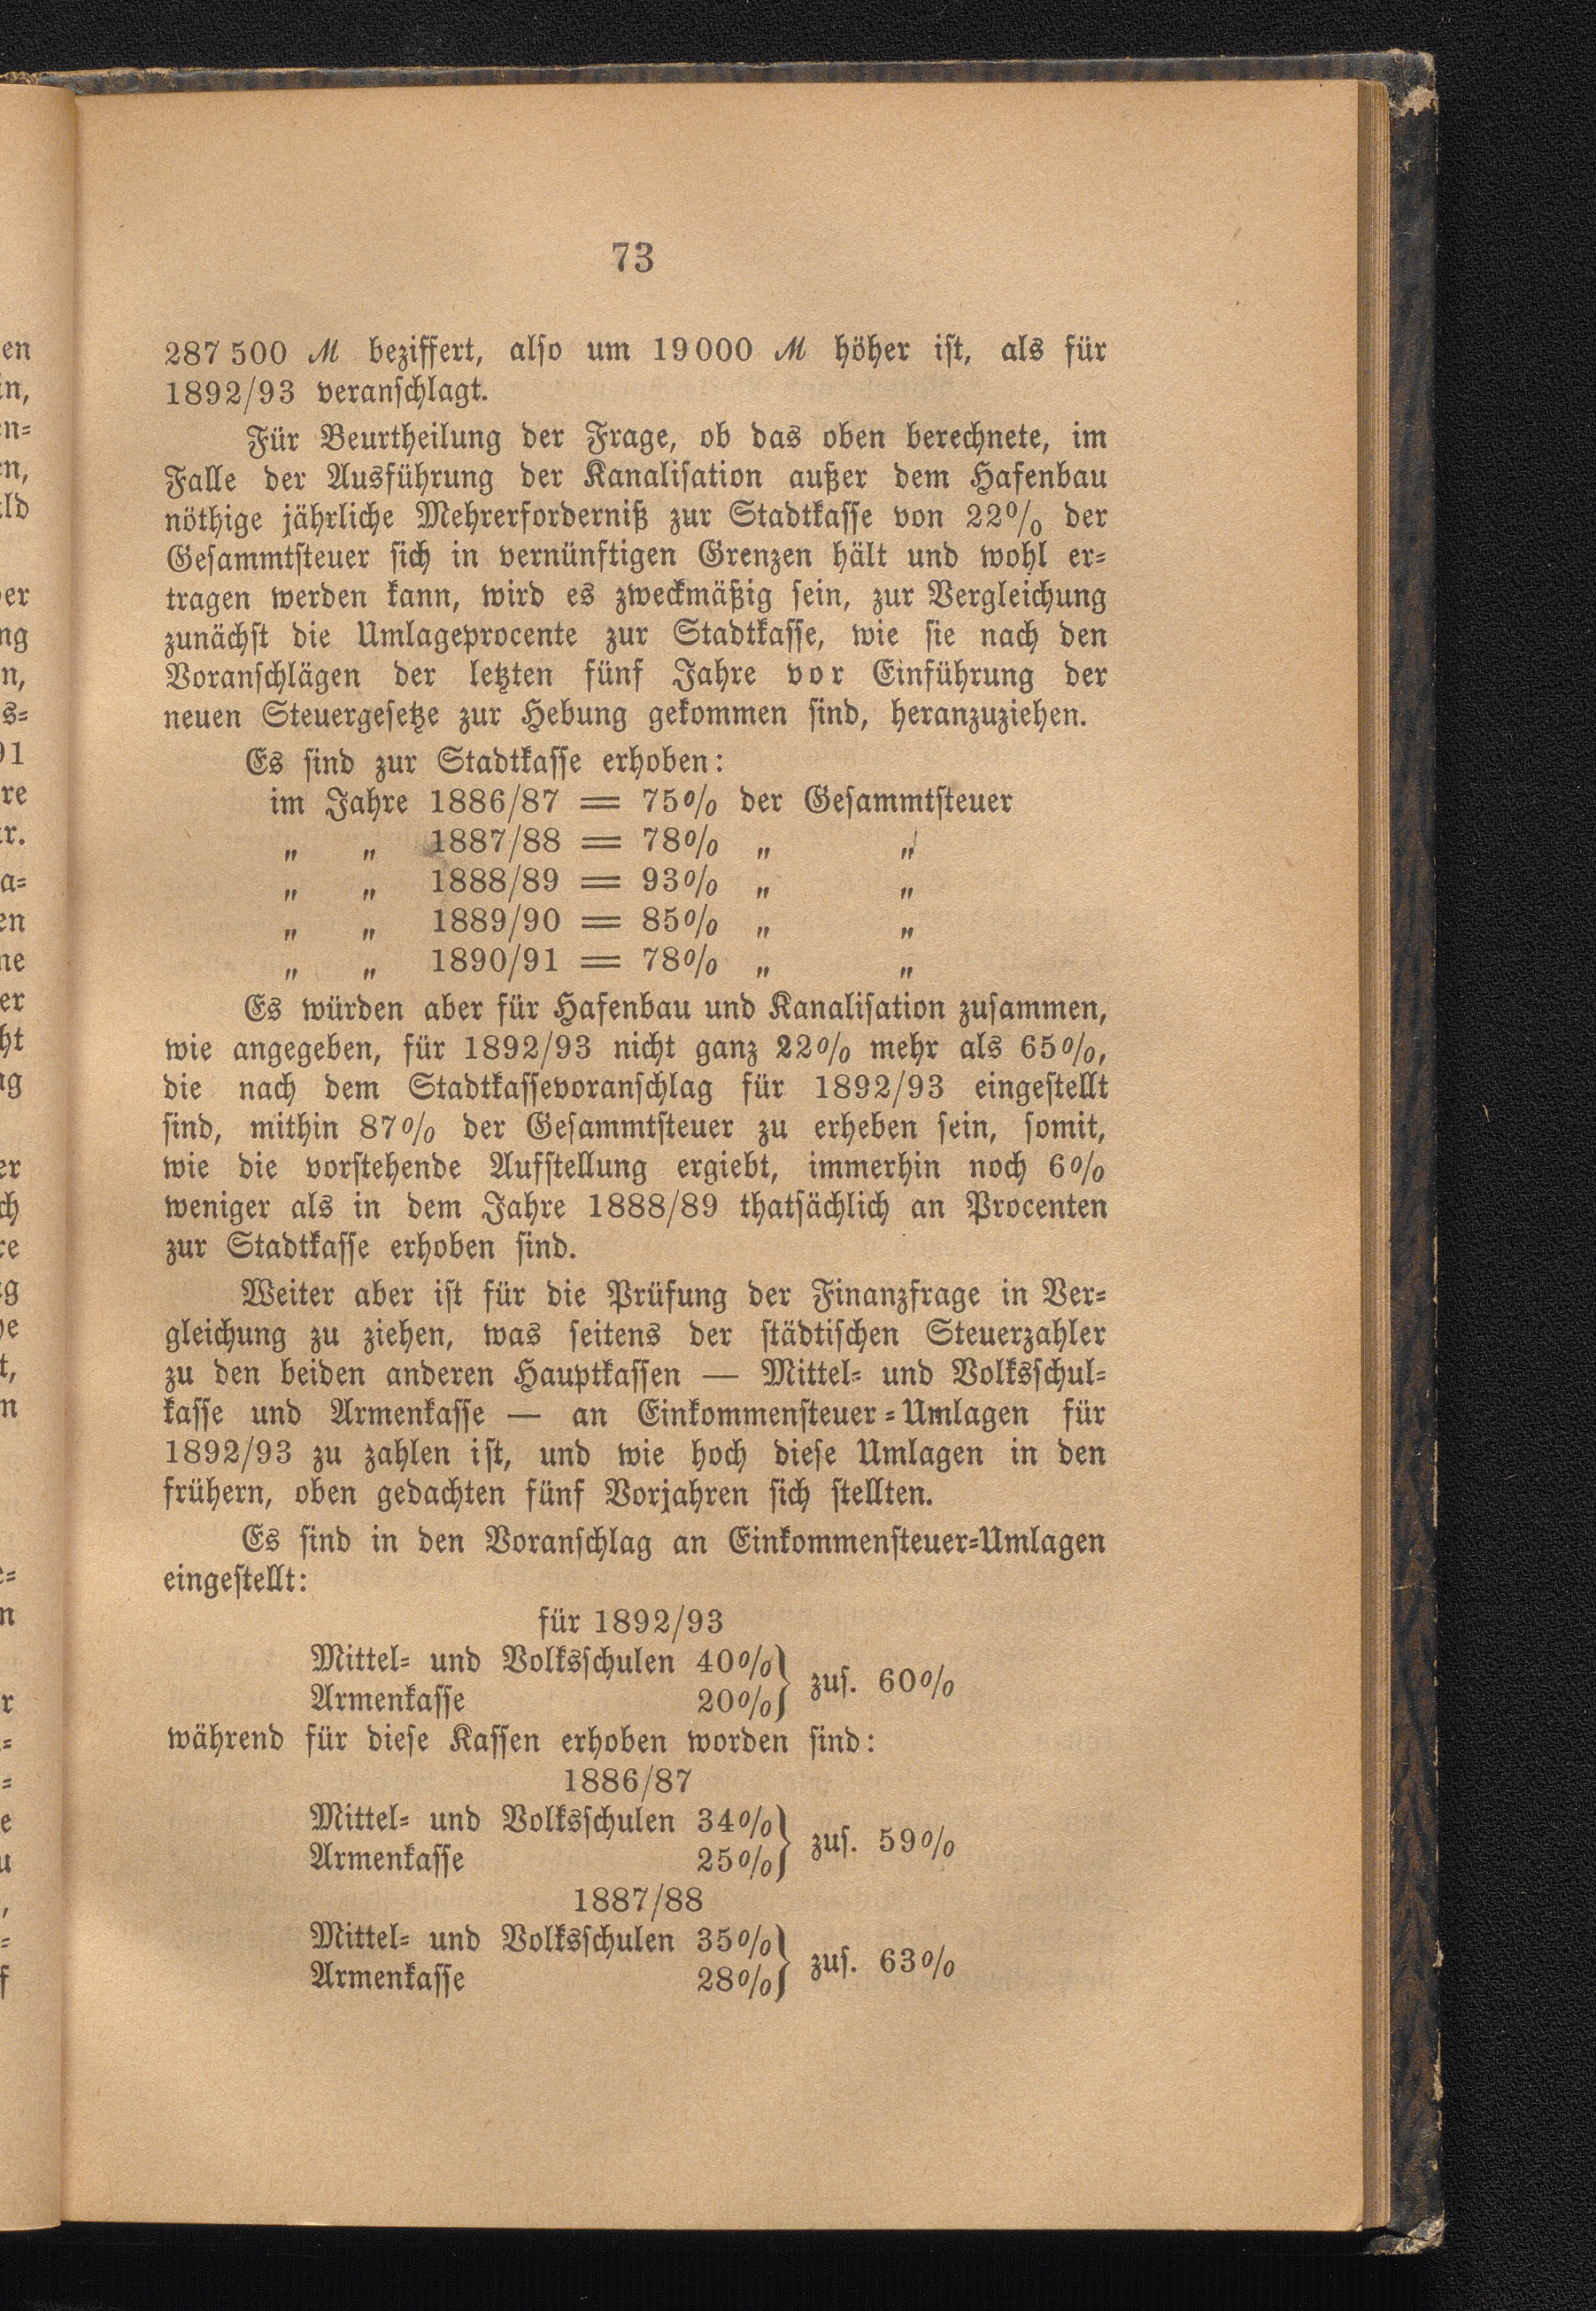 73
287 500 ℳ beziffert, also um 19 000 ℳ höher ist, als für
1892/93 veranschlagt.
Für Beurtheilung der Frage, ob das oben berechnete, im
Falle der Ausführung der Kanalisation außer dem Hafenbau
nöthige jährliche Mehrerforderniß zur Stadtkasse von 22% der
Gesammtsteuer sich in vernünftigen Grenzen hält und wohl er-
tragen werden kann, wird es zweckmäßig sein, zur Vergleichung
zunächst die Umlageprocente zur Stadtkasse, wie sie nach den
Voranschlägen der letzten fünf Jahre vor Einführung der
neuen Steuergesetze zur Hebung gekommen sind, heranzuziehen.
Es sind zur Stadtkasse erhoben:
im Jahre 1886/87 = 75% der Gesammtsteuer
„ „ 1887/88 = 78% „ „
„ „ 1888/89 = 93% „ „
„ „ 1889/90 = 85% „ „
„ „ 1890/91 = 78% „ „
Es würden aber für Hafenbau und Kanalisation zusammen,
wie angegeben, für 1892/93 nicht ganz 22% mehr als 65%,
die nach dem Stadtkassevoranschlag für 1892/93 eingestellt
sind, mithin 87% der Gesammtsteuer zu erheben sein, somit,
wie die vorstehende Aufstellung ergiebt, immerhin noch 6%
weniger als in dem Jahre 1888/89 thatsächlich an Procenten
zur Stadtkasse erhoben sind.
Weiter aber ist für die Prüfung der Finanzfrage in Ver-
gleichung zu ziehen, was seitens der städtischen Steuerzahler
zu den beiden anderen Hauptkassen — Mittel- und Volksschul-
kasse und Armenkasse — an Einkommensteuer-Umlagen für
1892/93 zu zahlen ist, und wie hoch diese Umlagen in den
frühern, oben gedachten fünf Vorjahren sich stellten.
Es sind in den Voranschlag an Einkommensteuer-Umlagen
eingestellt:
für 1892/93
Mittel- und Volksschulen 40%
Armenkasse 20%} zus. 60%
während für diese Kassen erhoben worden sind:
1886/87
Mittel- und Volksschulen 34%
Armenkasse 25%} zus. 59%
1887/88
Mittel- und Volksschulen 35%
Armenkasse 28%} zus. 63%